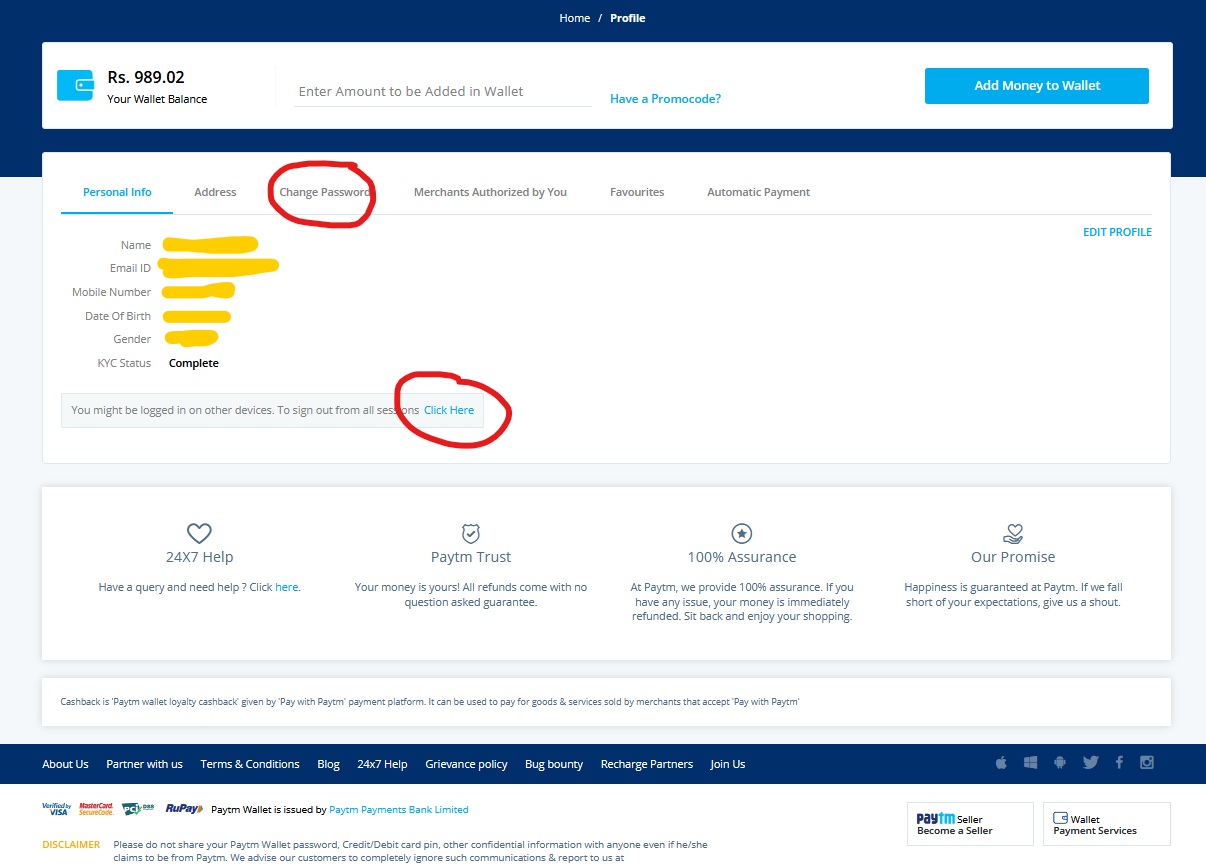 Home / Profile
Rs. 989.02
Your Wallet Balance
Enter Amount to be Added in Wallet
Have a Promocode?
Add Money to Wallet
Personal Info
Address
Change Password
Merchants Authorized by You
Favourites
Automatic Payment
EDIT PROFILE
Name
Email ID
Mobile Number
Date Of Birth
Gender
KYC Status Complete
You might be logged in on other devices. To sign out from all sessions Click Here
24X7 Help
Have a query and need help ? Click here.
Paytm Trust
Your money is yours! All refunds come with no
question asked guarantee.
100% Assurance
At Paytm, we provide 100% assurance. If you
have any issue, your money is immediately
refunded. Sit back and enjoy your shopping.
Our Promise
Happiness is guaranteed at Paytm. If we fall
short of your expectations, give us a shout.
Cashback is 'Paytm wallet loyalty cashback' given by 'Pay with Paytm' payment platform. It can be used to pay for goods & services sold by merchants that accept 'Pay with Paytm'
About Us Partner with us Terms & Conditions Blog 24x7 Help Grievance policy Bug bounty Recharge Partners Join Us
Verified by
VISA
MasterCard.
SecureCode.
PCI DSS
RuPay
Paytm Wallet is issued by Paytm Payments Bank Limited
paytm Seller
Become a Seller
Wallet
Payment Services
DISCLAIMER Please do not share your Paytm Wallet password, Credit/Debit card pin, other confidential information with anyone even if he/she
claims to be from Paytm. We advise our customers to completely ignore such communications & report to us at